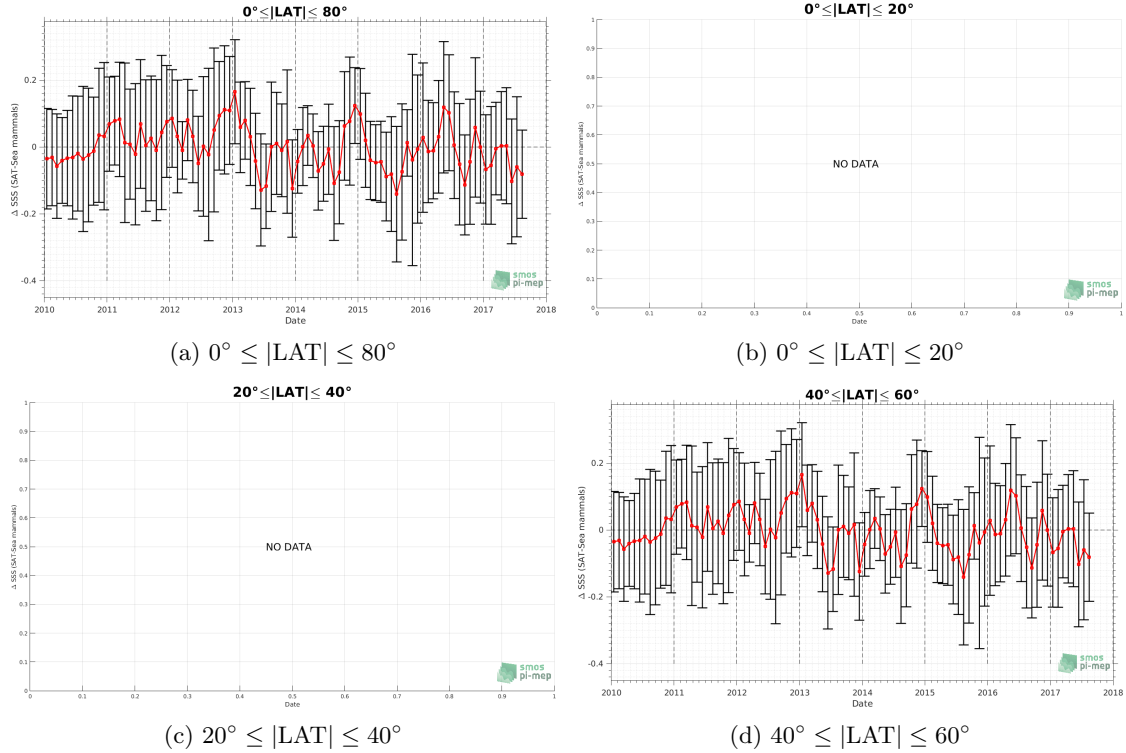 0°≤|LAT|≤ 80°
0.2
0
-0.2
-0.4
Δ SSS (SAT-Sea mammals)
2010 2011 2012 2013 2014 2015 2016 2017 2018
Date
smos
pi-mep
(a) 0° ≤ |LAT| ≤ 80°
0°≤|LAT|≤ 20°
1
0.9
0.8
0.7
0.6
0.5
0.4
0.3
0.2
0.1
0
Δ SSS (SAT-Sea mammals)
NO DATA
0 0.1 0.2 0.3 0.4 0.5 0.6 0.7 0.8 0.9 1
Date
smos
pi-mep
(b) 0° ≤ |LAT| ≤ 20°
20°≤|LAT|≤ 40°
1
0.9
0.8
0.7
0.6
0.5
0.4
0.3
0.2
0.1
0
Δ SSS (SAT-Sea mammals)
NO DATA
0 0.1 0.2 0.3 0.4 0.5 0.6 0.7 0.8 0.9 1
Date
smos
pi-mep
(c) 20° ≤ |LAT| ≤ 40°
40°≤|LAT|≤ 60°
0.2
0
-0.2
-0.4
Δ SSS (SAT-Sea mammals)
2010 2011 2012 2013 2014 2015 2016 2017 2018
Date
smos
pi-mep
(d) 40° ≤ |LAT| ≤ 60°